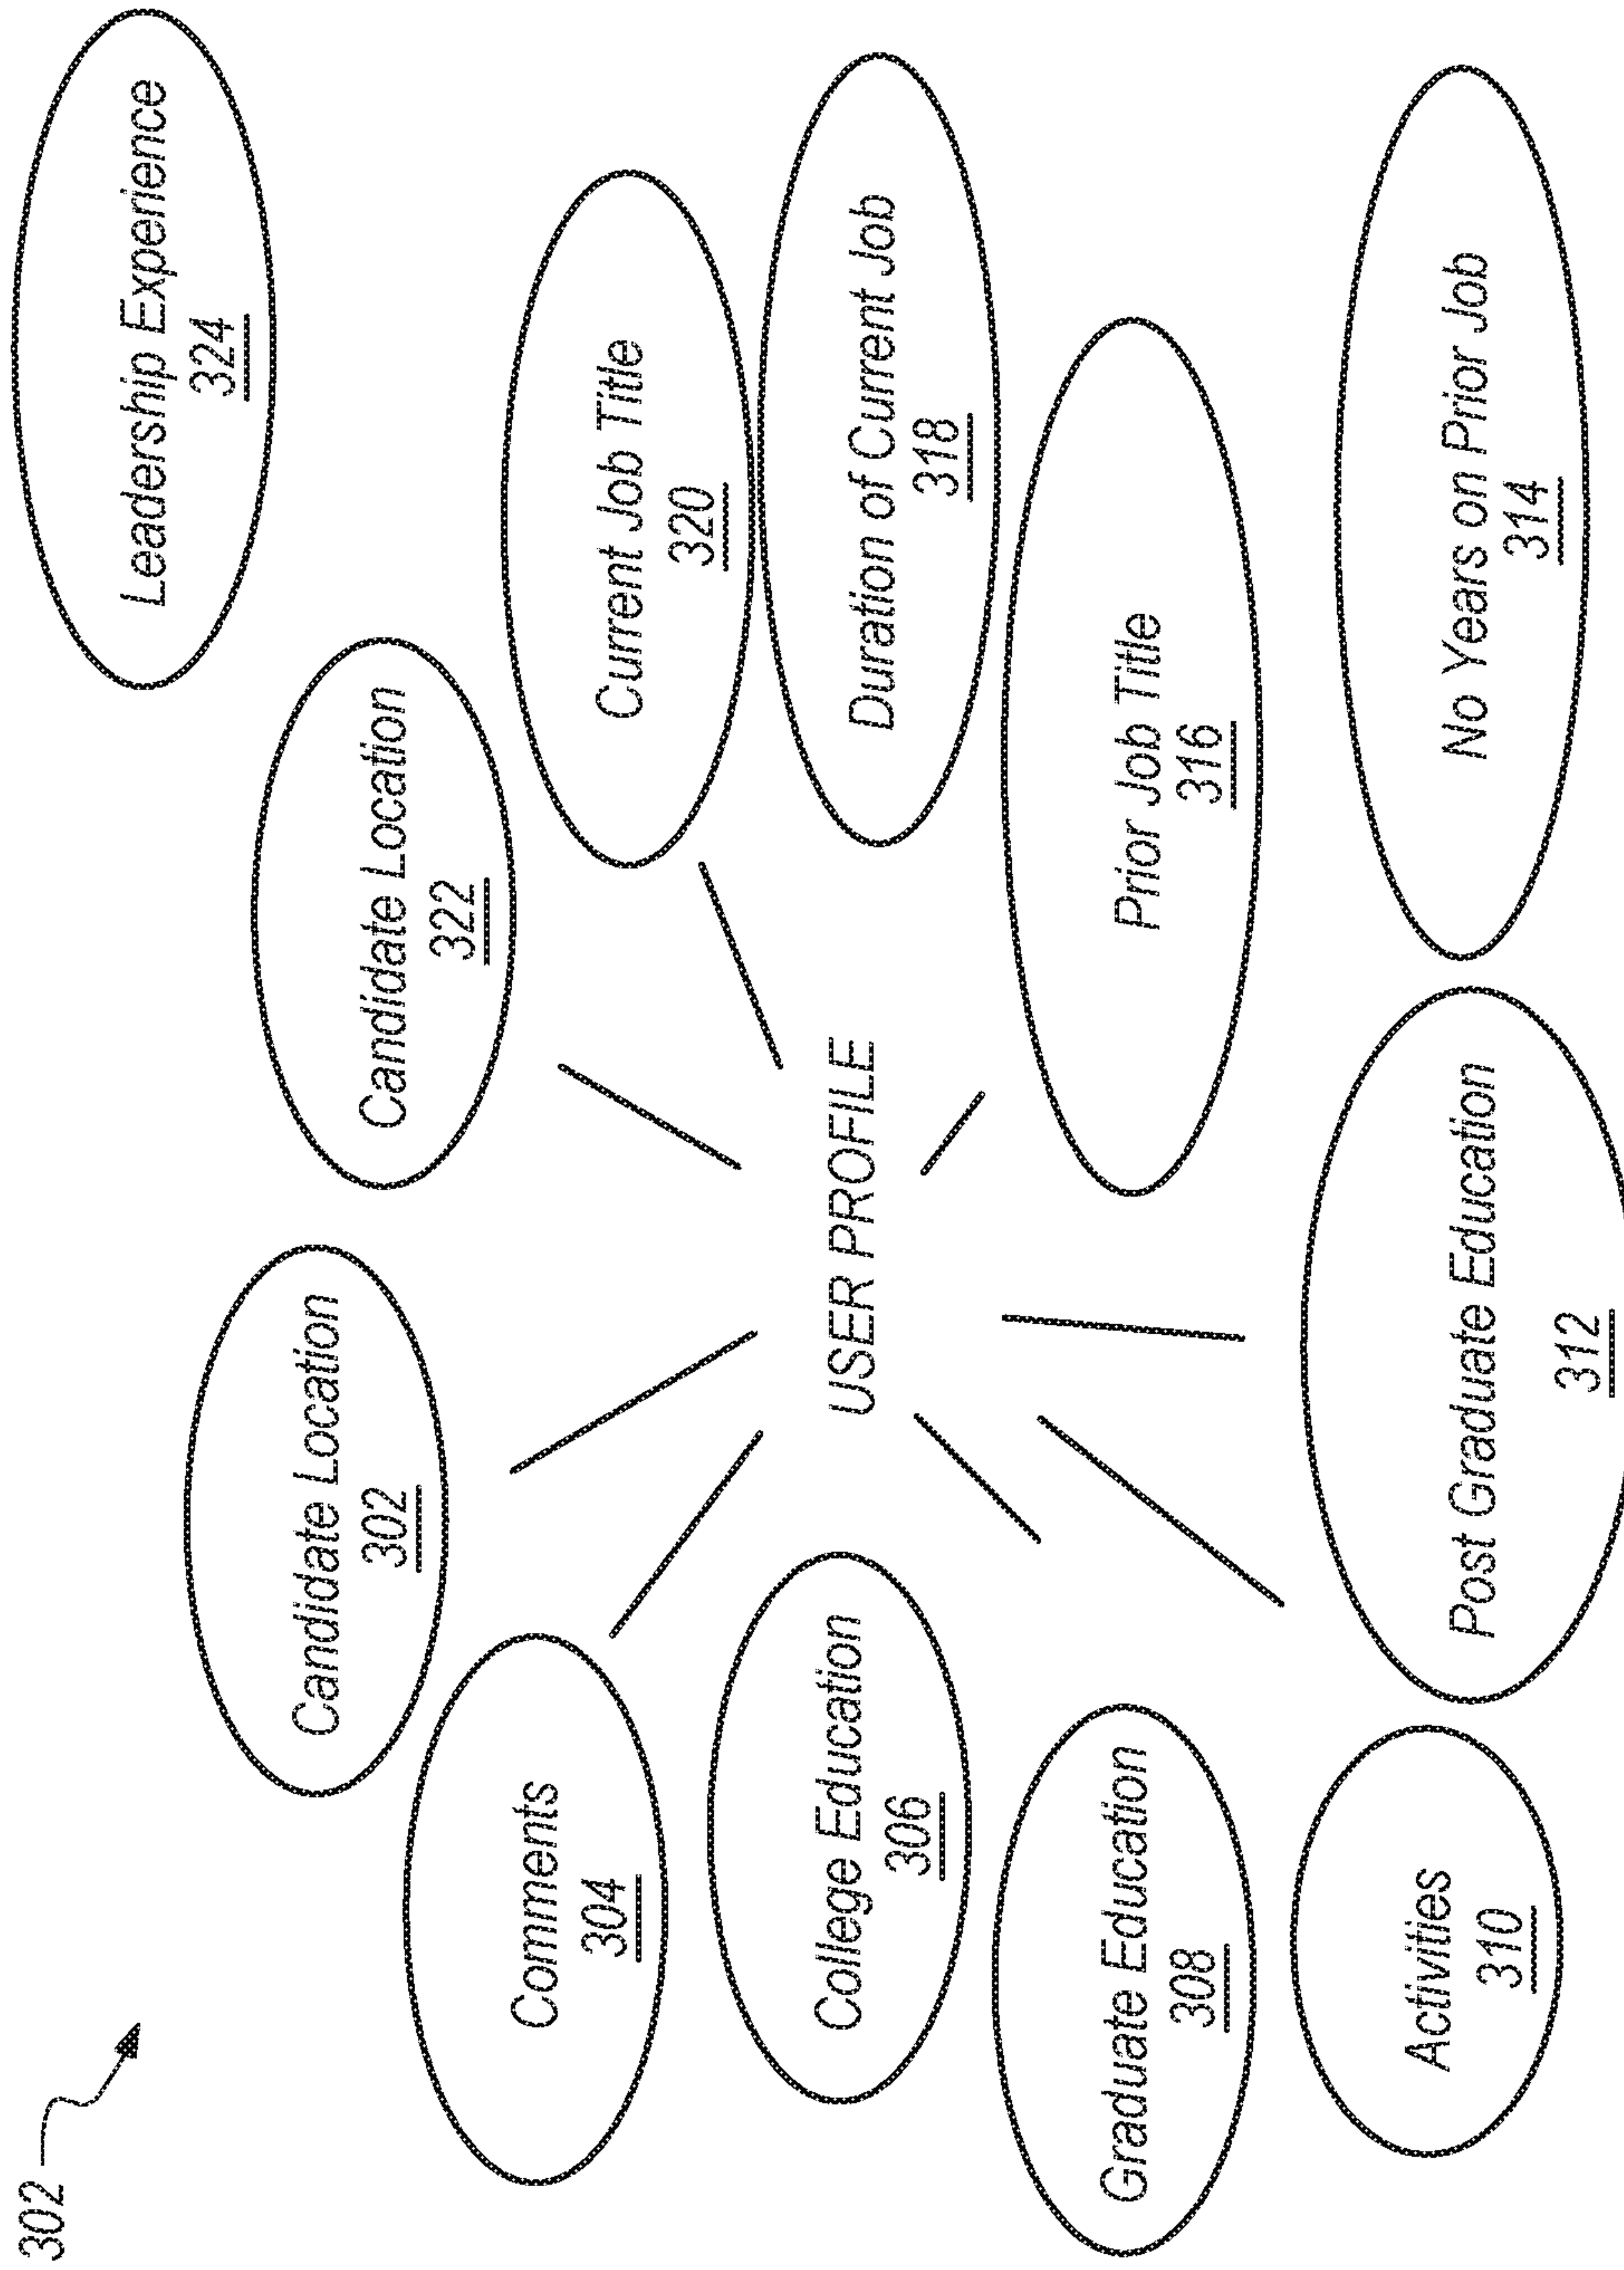 302
Leadership Experience
324
Candidate Location
322
Candidate Location
302
Current Job Title
320
Comments
304
Duration of Current Job
318
USER PROFILE
College Education
306
Prior Job Title
316
Graduate Education
308
No Years on Prior Job
314
Post Graduate Education
312
Activities
310